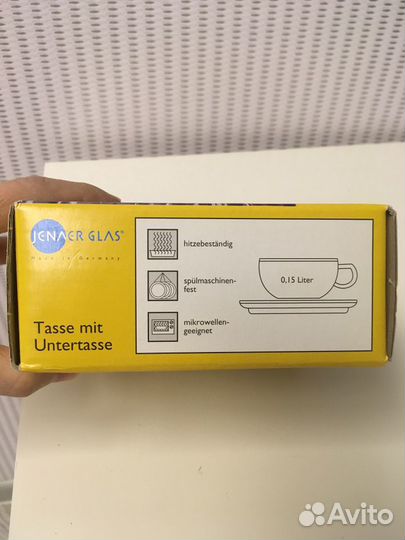 JENAER GLAS®
Made in Germany
Tasse mit
Untertasse
hitzebeständig
spülmaschinen-
fest
mikrowellen-
geeignet
0,15 Liter
Avito